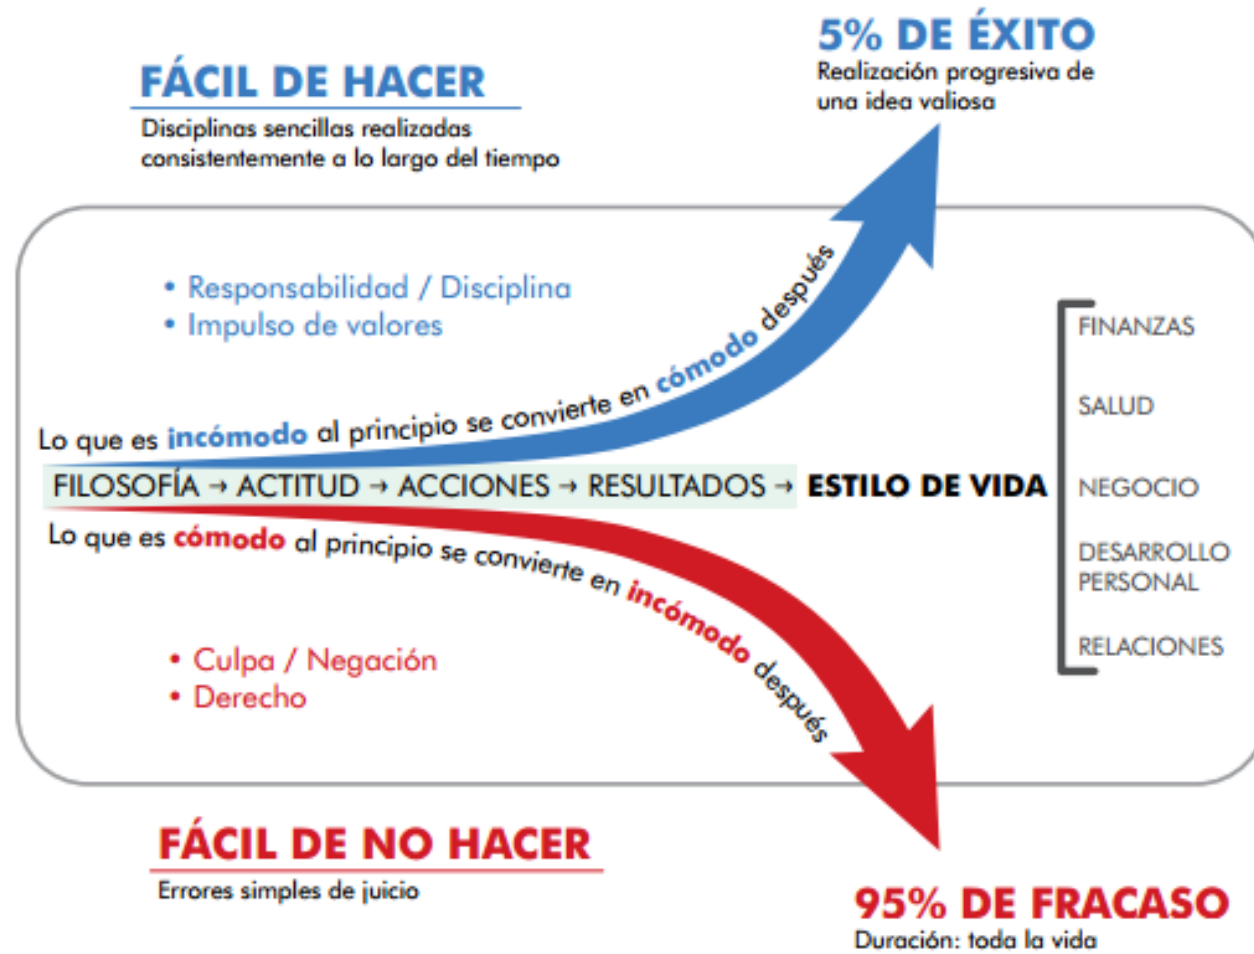 5% DE ÉXITO
Realización progresiva de
una idea valiosa
FÁCIL DE HACER
Disciplinas sencillas realizadas
consistentemente a lo largo del tiempo
• Responsabilidad / Disciplina
• Impulso de valores
Lo que es incómodo al principio se convierte en cómodo después
FILOSOFÍA → ACTITUD → ACCIONES → RESULTADOS → ESTILO DE VIDA
Lo que es cómodo al principio se convierte en incómodo después
FINANZAS
SALUD
NEGOCIO
DESARROLLO
PERSONAL
RELACIONES
• Culpa / Negación
• Derecho
FÁCIL DE NO HACER
Errores simples de juicio
95% DE FRACASO
Duración: toda la vida